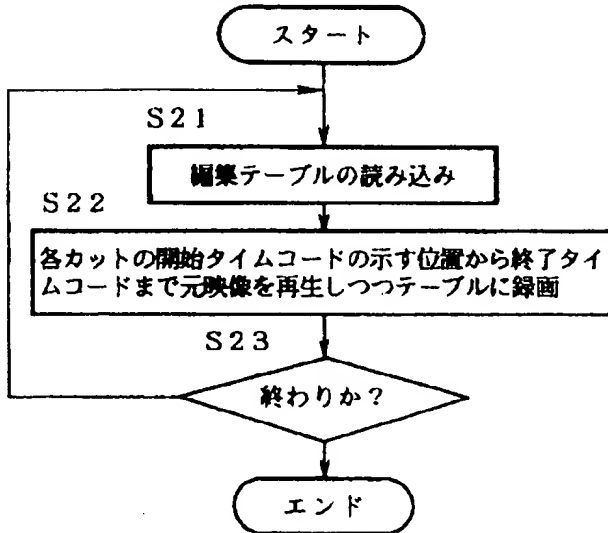 スタート
S21
編集テーブルの読み込み
S22
各カットの開始タイムコードの示す位置から終了タイ
ムコードまで元映像を再生しつつテーブルに録画
S23
終わりか?
エンド